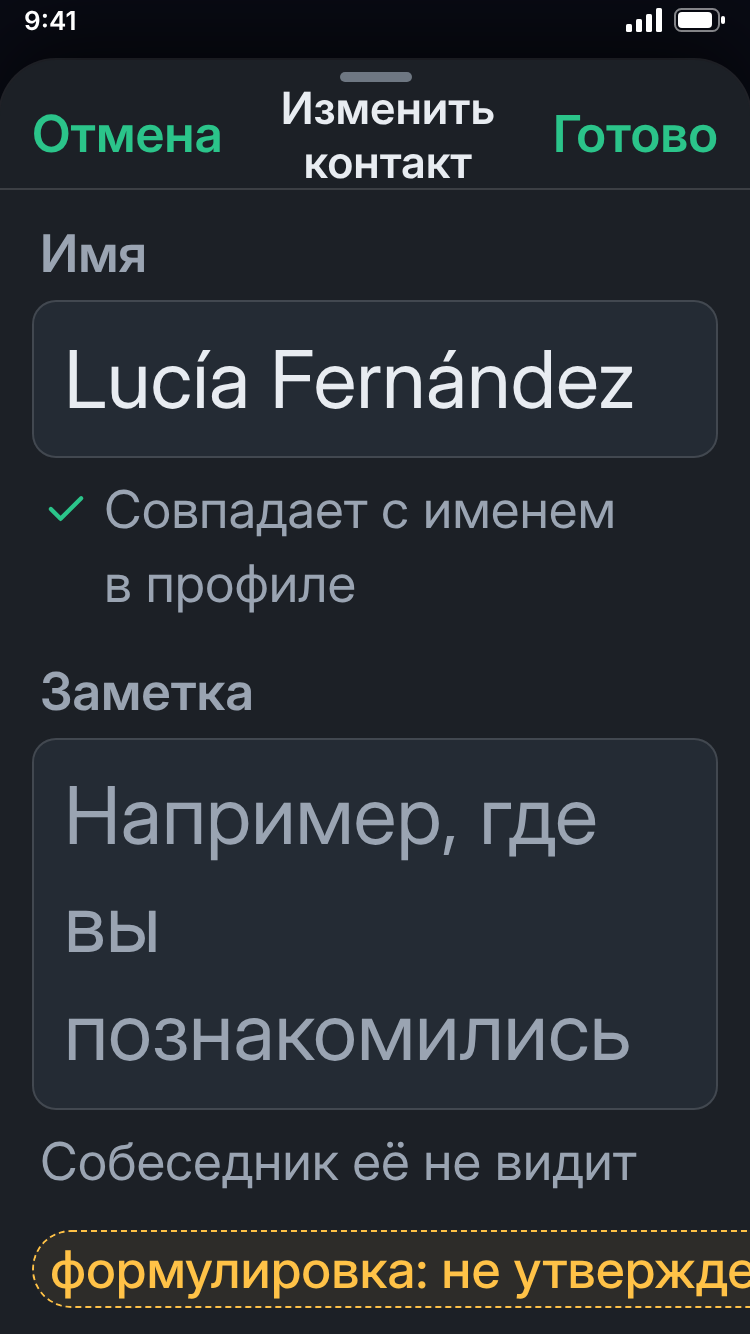 9:41
Отмена
Изменить
контакт
Готово
Имя
Lucía Fernández
Совпадает с именем
в профиле
Заметка
Например, где
вы
познакомились
Собеседник её не видит
формулировка: не